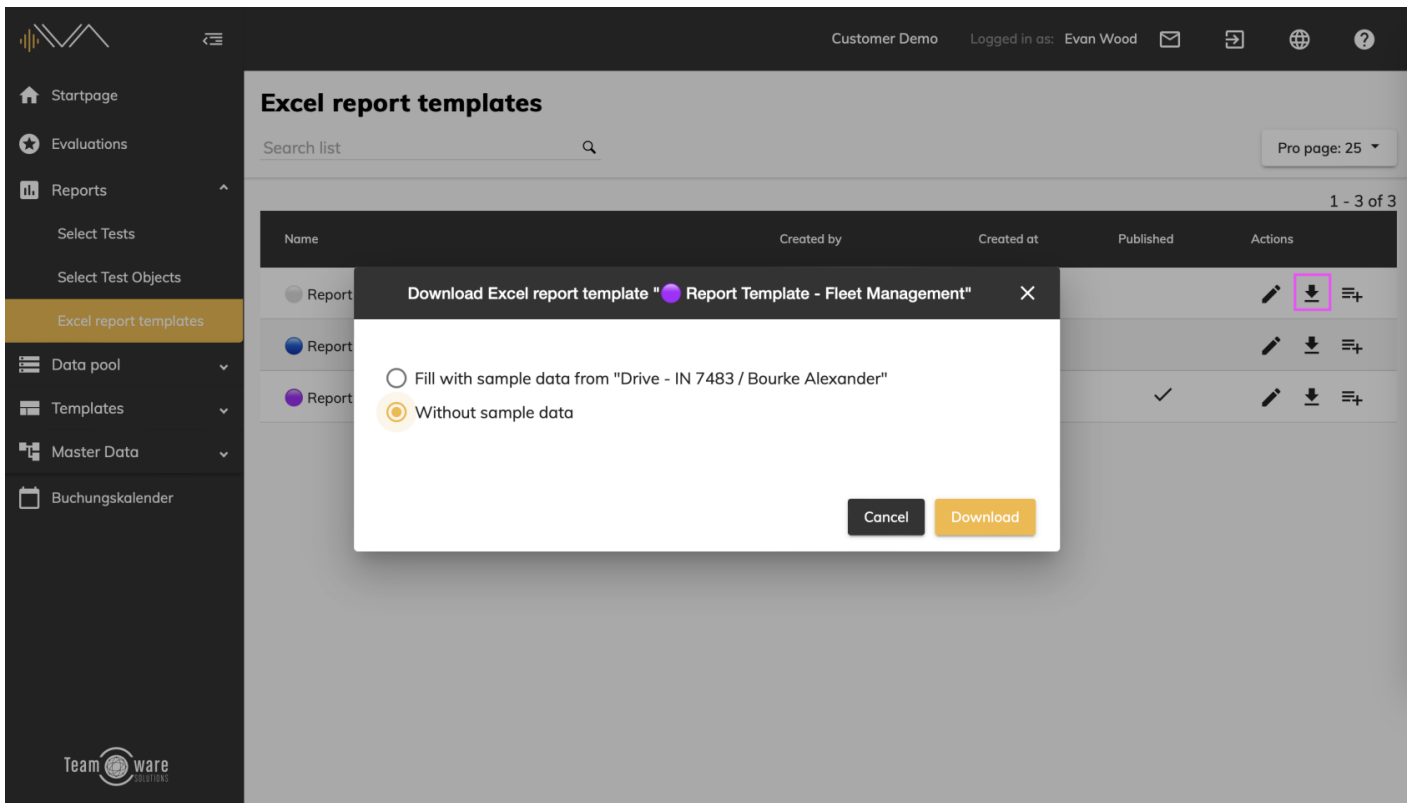 Customer Demo Logged in as: Evan Wood
Startpage
Evaluations
Reports
Select Tests
Select Test Objects
Excel report templates
Data pool
Templates
Master Data
Buchungskalender
Team ware
SOLUTIONS
Excel report templates
Search list
Pro page: 25
1 - 3 of 3
Name Created by Created at Published Actions
Report
Report
Report
Download Excel report template "🟣 Report Template - Fleet Management"
Fill with sample data from "Drive - IN 7483 / Bourke Alexander"
Without sample data
Cancel Download